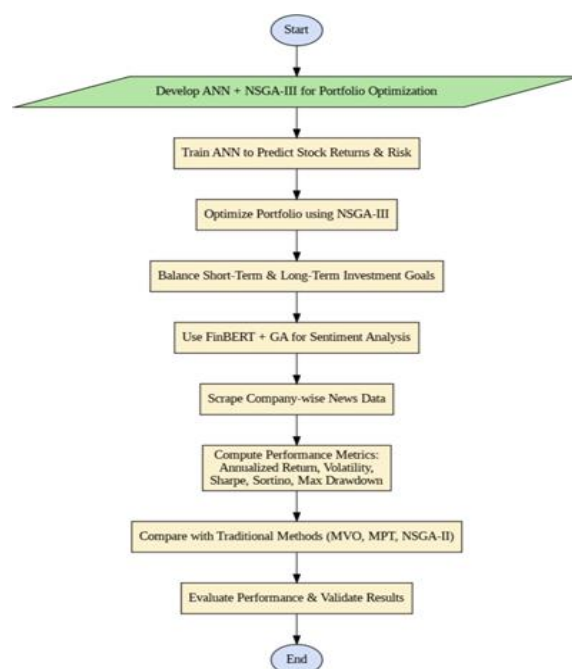 Start
Develop ANN + NSGA-III for Portfolio Optimization
Train ANN to Predict Stock Returns & Risk
Optimize Portfolio using NSGA-III
Balance Short-Term & Long-Term Investment Goals
Use FinBERT + GA for Sentiment Analysis
Scrape Company-wise News Data
Compute Performance Metrics:
Annualized Return, Volatility,
Sharpe, Sortino, Max Drawdown
Compare with Traditional Methods (MVO, MPT, NSGA-II)
Evaluate Performance & Validate Results
End